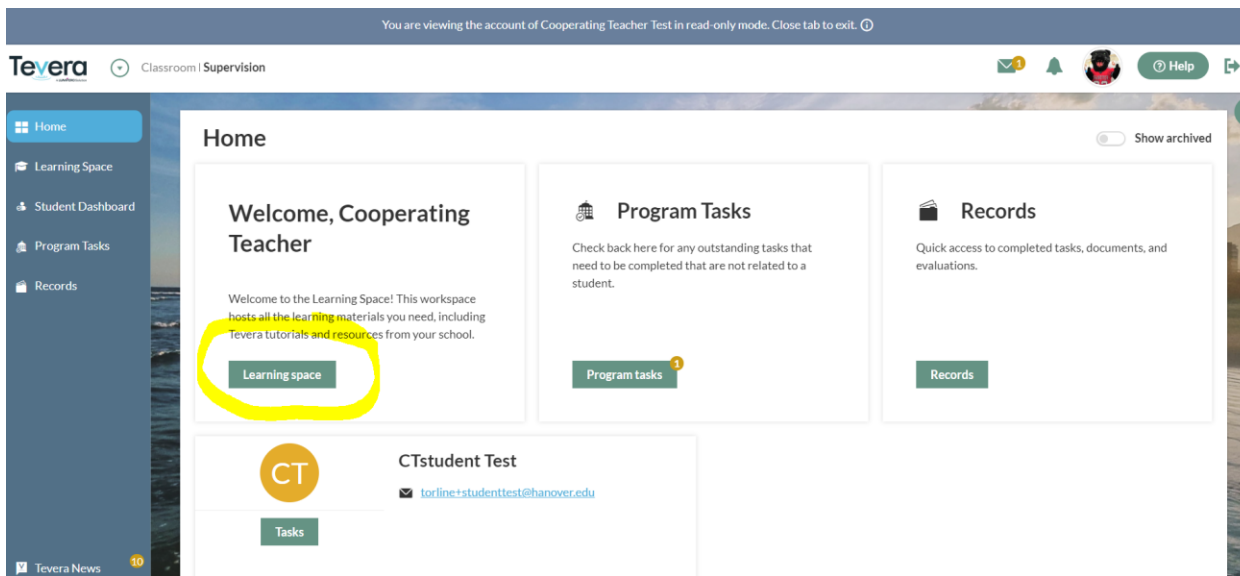 You are viewing the account of Cooperating Teacher Test in read-only mode. Close tab to exit.
Tevera
Classroom | Supervision
1
Help
Home
Learning Space
Student Dashboard
Program Tasks
Records
Tevera News
10
Home
Show archived
Welcome, Cooperating
Teacher
Welcome to the Learning Space! This workspace
hosts all the learning materials you need, including
Tevera tutorials and resources from your school.
Learning space
Program Tasks
Check back here for any outstanding tasks that
need to be completed that are not related to a
student.
Program tasks
1
Records
Quick access to completed tasks, documents, and
evaluations.
Records
CT
Tasks
CTstudent Test
torline+studenttest@hanover.edu